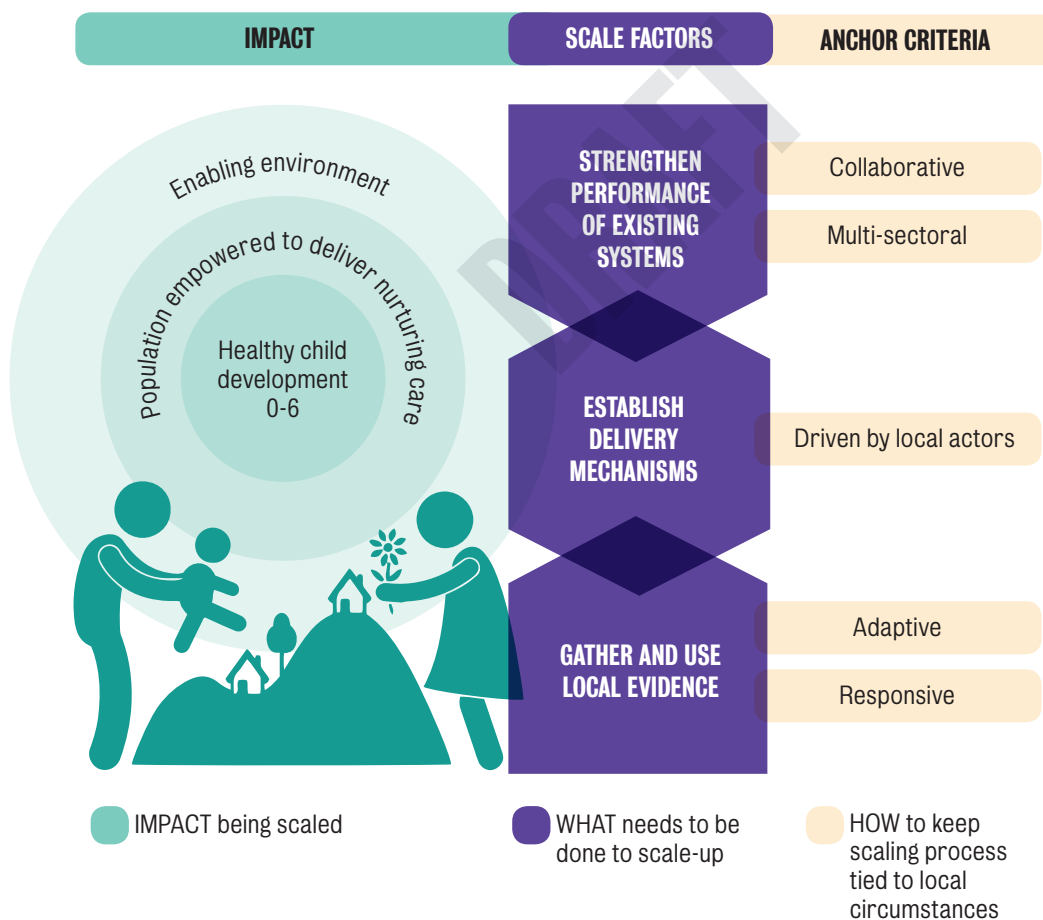 IMPACT
SCALE FACTORS
ANCHOR CRITERIA
Enabling environment
Population empowered to deliver nurturing care
Healthy child
development
0-6
STRENGTHEN
PERFORMANCE
OF EXISTING
SYSTEMS
Collaborative
Multi-sectoral
ESTABLISH
DELIVERY
MECHANISMS
Driven by local actors
GATHER AND USE
LOCAL EVIDENCE
Adaptive
Responsive
DRAFT
IMPACT being scaled
WHAT needs to be
done to scale-up
HOW to keep
scaling process
tied to local
circumstances